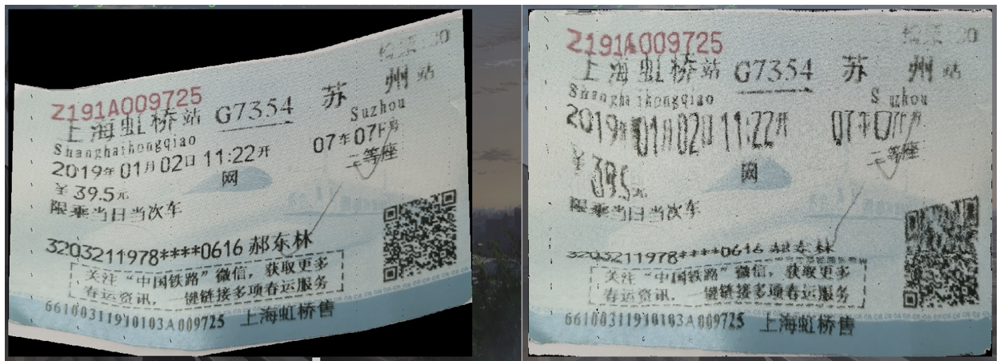 Z191A009725
上海虹桥站 G7354 苏州站
Shanghaihongqiao Suzhou
2019年01月02日 11:22开 07车07F号
¥39.5元 网 二等座
限乘当日当次车
3203211978****0616 郝东林
关注“中国铁路”微信,获取更多
春运资讯,一键链接多项春运服务
66100311910103A009725 上海虹桥售
Z191A009725
上海虹桥站 G7354 苏州站
Shanghaihongqiao Suzhou
2019年01月02日 11:22开 07车07F号
¥39.5元 网 二等座
限乘当日当次车
3203211978****0616 郝东林
关注“中国铁路”微信,获取更多
春运资讯,一键链接多项春运服务
66100311910103A009725 上海虹桥售